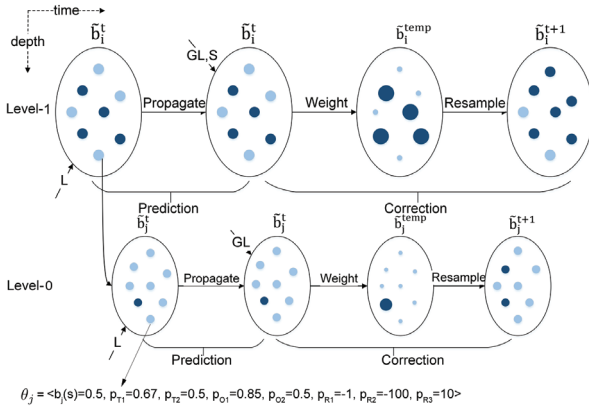 time
depth
b̃ᵢᵗ
b̃ᵢᵗ
b̃ᵢᵗᵉᵐᵖ
b̃ᵢᵗ⁺¹
GL,S
Level-1
Propagate
Weight
Resample
L
Prediction
Correction
b̃ⱼᵗ
b̃ⱼᵗ
b̃ⱼᵗᵉᵐᵖ
b̃ⱼᵗ⁺¹
GL
Level-0
Propagate
Weight
Resample
L
Prediction
Correction
θⱼ = <bⱼ(s)=0.5, p_T1=0.67, p_T2=0.5, p_O1=0.85, p_O2=0.5, p_R1=-1, p_R2=-100, p_R3=10>